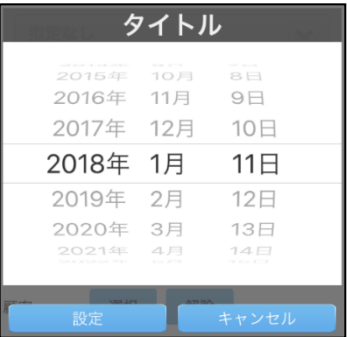 タイトル
2015年 10月 8日
2016年 11月 9日
2017年 12月 10日
2018年 1月 11日
2019年 2月 12日
2020年 3月 13日
2021年 4月 14日
設定 キャンセル